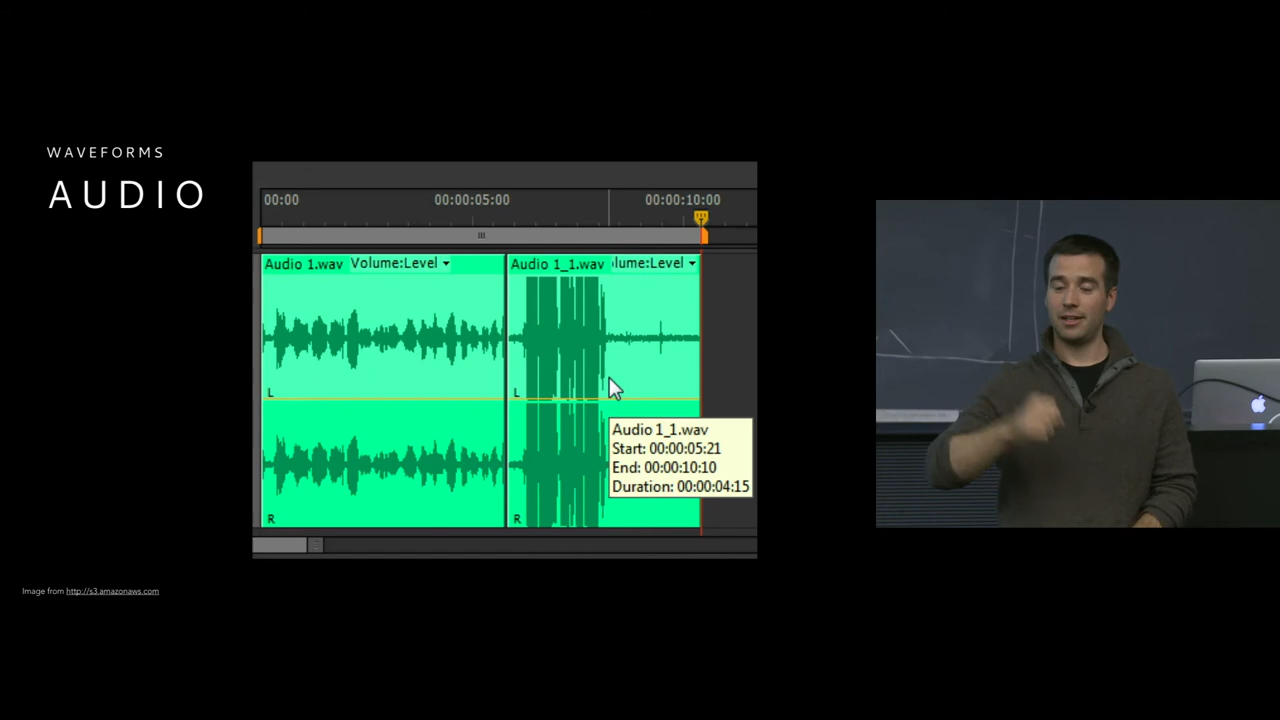 WAVEFORMS
AUDIO
00:00
00:00:05:00
00:00:10:00
Audio 1.wav Volume:Level
Audio 1_1.wav lume:Level
L
L
Audio 1_1.wav
Start: 00:00:05:21
End: 00:00:10:10
Duration: 00:00:04:15
R
R
Image from http://s3.amazonaws.com